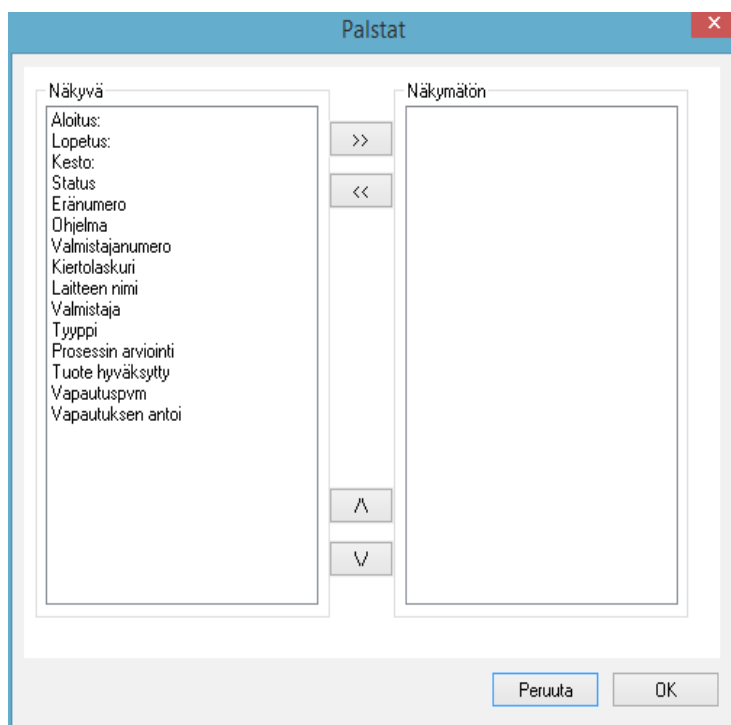 Palstat
Näkyvä
Aloitus:
Lopetus:
Kesto:
Status
Eränumero
Ohjelma
Valmistajanumero
Kiertolaskuri
Laitteen nimi
Valmistaja
Tyyppi
Prosessin arviointi
Tuote hyväksytty
Vapautuspvm
Vapautuksen antoi
>>
<<
/\
\/
Näkymätön
Peruuta
OK